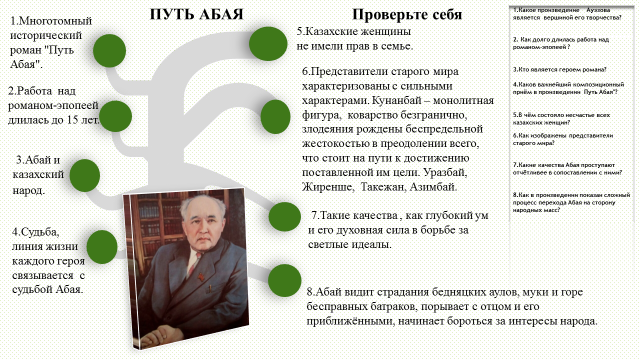 ПУТЬ АБАЯ
Проверьте себя
1.Многотомный
исторический
роман "Путь
Абая".
2.Работа над
романом-эпопеей
длилась до 15 лет.
3.Абай и
казахский
народ.
4.Судьба,
линия жизни
каждого героя
связывается с
судьбой Абая.
5.Казахские женщины
не имели прав в семье.
6.Представители старого мира
характеризованы с сильными
характерами. Кунанбай – монолитная
фигура, коварство безгранично,
злодеяния рождены беспредельной
жестокостью в преодолении всего,
что стоит на пути к достижению
поставленной им цели. Уразбай,
Жиренше, Такежан, Азимбай.
7.Такие качества , как глубокий ум
и его духовная сила в борьбе за
светлые идеалы.
8.Абай видит страдания бедняцких аулов, муки и горе
бесправных батраков, порывает с отцом и его
приближёнными, начинает бороться за интересы народа.
1.Какое произведение Ауэзова
является вершиной его творчества?
2. Как долго длилась работа над
романом-эпопеей ?
3.Кто является героем романа?
4.Каков важнейший композиционный
приём в произведении Путь Абая"?
5.В чём состояло несчастье всех
казахских женщин?
6.Как изображены представители
старого мира?
7.Какие качества Абая проступают
отчётливее в сопоставлении с ними?
8.Как в произведении показан сложный
процесс перехода Абая на сторону
народных масс?